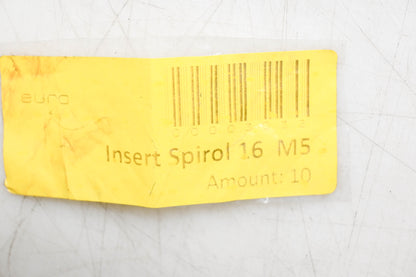 euro
Insert Spirol 16 M5
Amount: 10